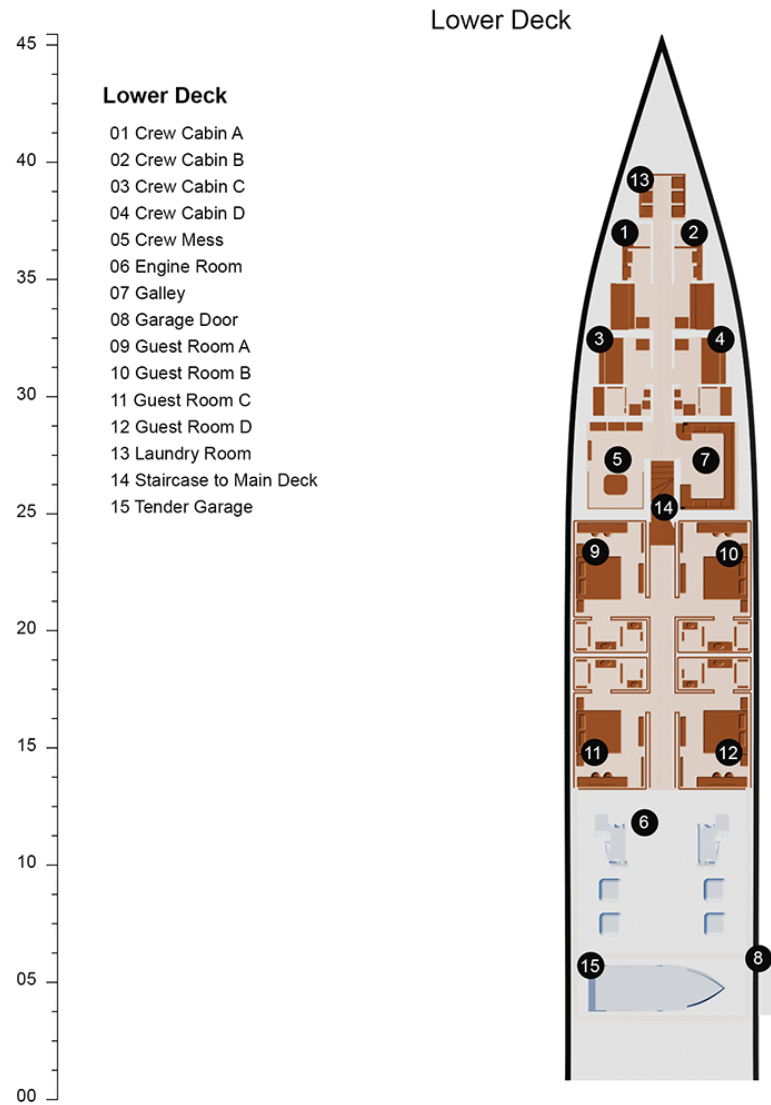 Lower Deck
45
40
35
30
25
20
15
10
05
00
Lower Deck
01 Crew Cabin A
02 Crew Cabin B
03 Crew Cabin C
04 Crew Cabin D
05 Crew Mess
06 Engine Room
07 Galley
08 Garage Door
09 Guest Room A
10 Guest Room B
11 Guest Room C
12 Guest Room D
13 Laundry Room
14 Staircase to Main Deck
15 Tender Garage
13
1 2
3 4
5 7
14
9 10
11 12
6
15 8